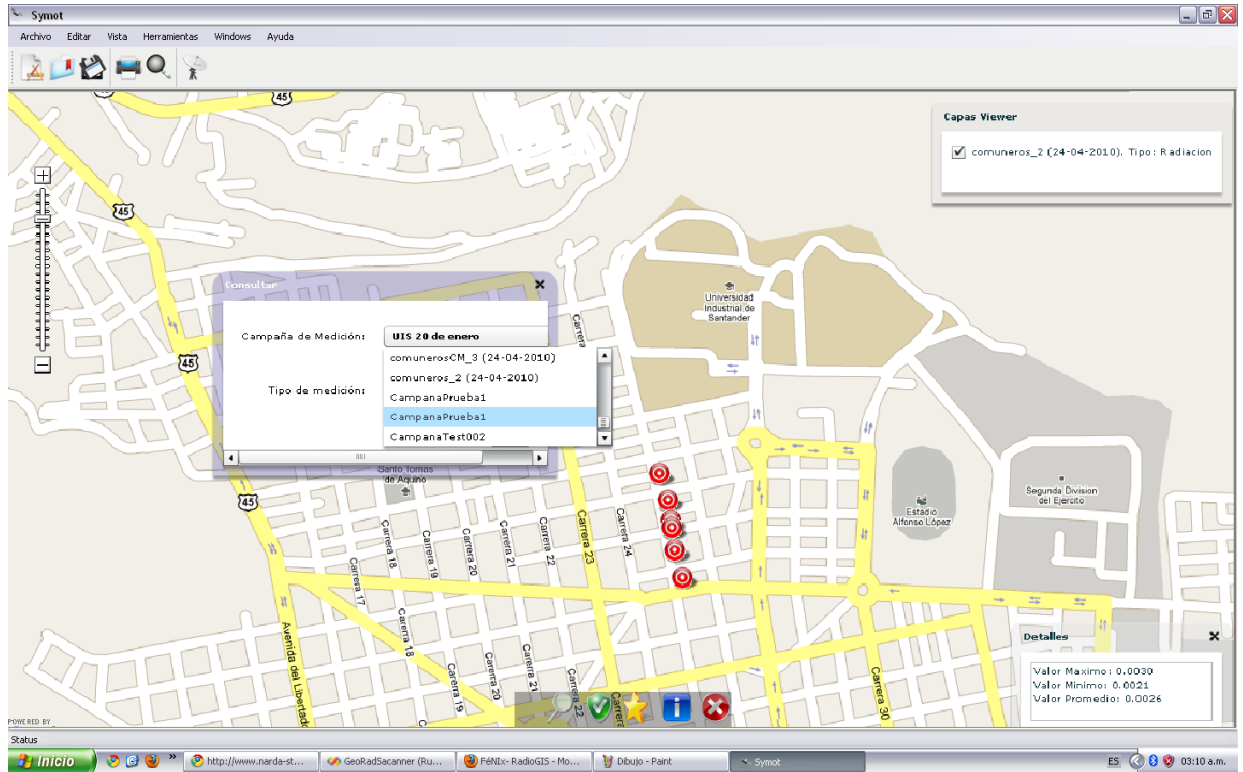 Symot
Archivo Editar Vista Herramientas Windows Ayuda
45
45
45
45
Capas Viewer
comuneros_2 (24-04-2010). Tipo: Radiacion
Consultar
Campaña de Medición:
UIS 20 de enero
comunerosCM_3 (24-04-2010)
comuneros_2 (24-04-2010)
CampanaPrueba1
CampanaPrueba1
CampanaTest002
Tipo de medición:
Universidad
Industrial de
Santander
Carrera
Santo Tomas
de Aquino
Segunda Division
del Ejercito
Estadio
Alfonso López
Carrera 17
Carrera 18
Carrera 19
Carrera 20
Carrera 21
Carrera 22
Carrera 23
Carrera 24
Avenida del Libertado
Carrera 18
Carrera 19
Carrera 20
Carrera 21
22
Carrera
Carrera 30
Detalles
Valor Maximo: 0.0030
Valor Minimo: 0.0021
Valor Promedio: 0.0026
POWERED BY
Status
Inicio
http://www.narda-st...
GeoRadSacanner (Ru...
FéNIx- RadioGIS - Mo...
Dibujo - Paint
Symot
ES
03:10 a.m.